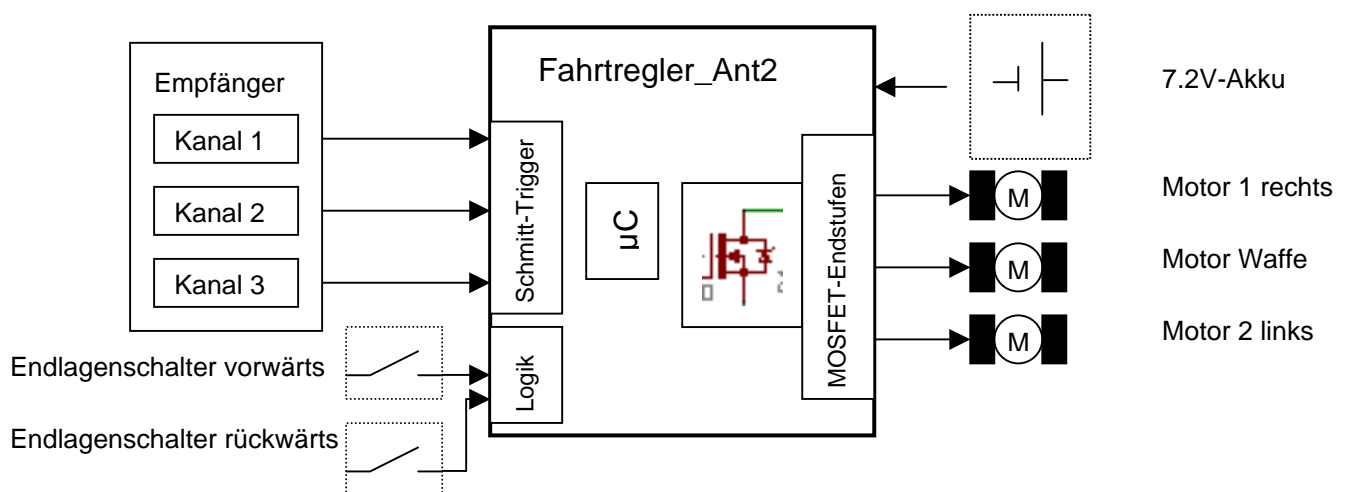 Empfänger
Kanal 1
Kanal 2
Kanal 3
Endlagenschalter vorwärts
Endlagenschalter rückwärts
Fahrtregler_Ant2
Schmitt-Trigger
Logik
µC
MOSFET-Endstufen
7.2V-Akku
M
Motor 1 rechts
M
Motor Waffe
M
Motor 2 links